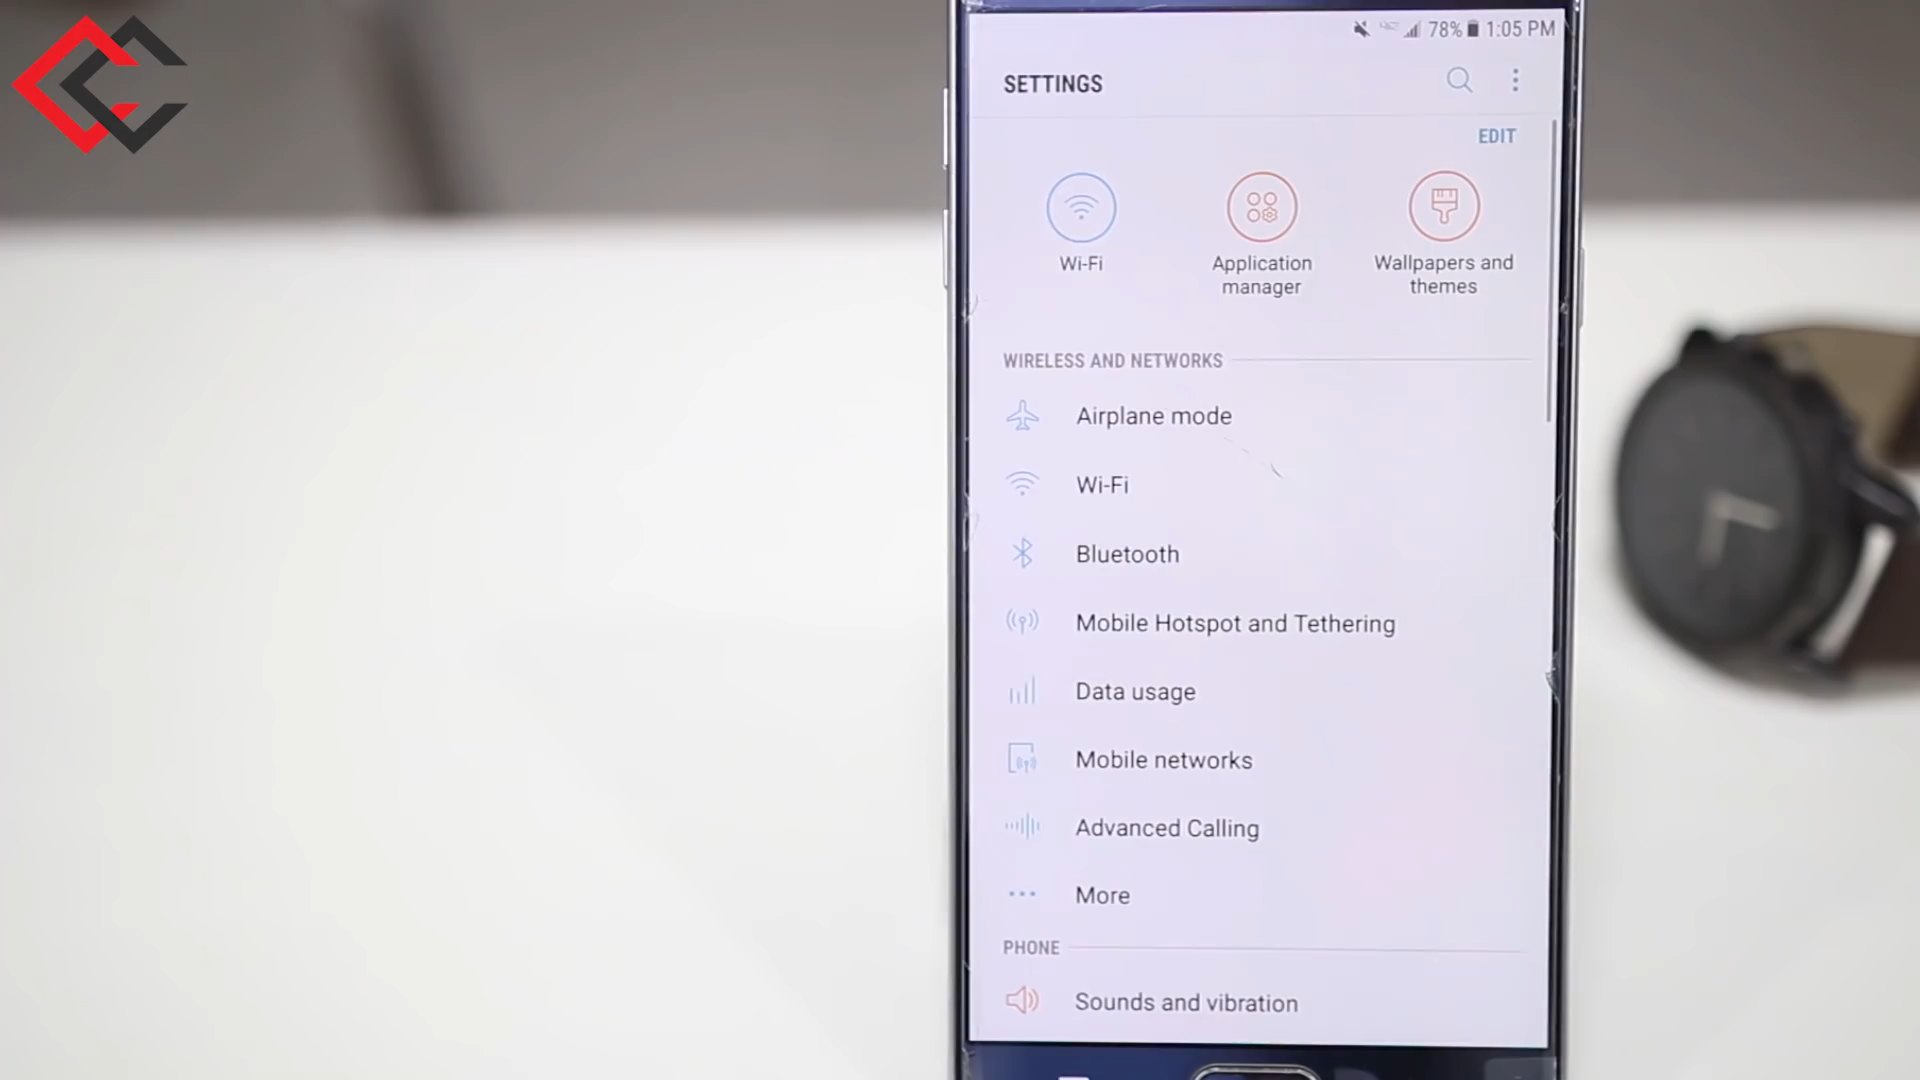 78% 1:05 PM
SETTINGS
EDIT
Wi-Fi
Application
manager
Wallpapers and
themes
WIRELESS AND NETWORKS
Airplane mode
Wi-Fi
Bluetooth
Mobile Hotspot and Tethering
Data usage
Mobile networks
Advanced Calling
More
PHONE
Sounds and vibration